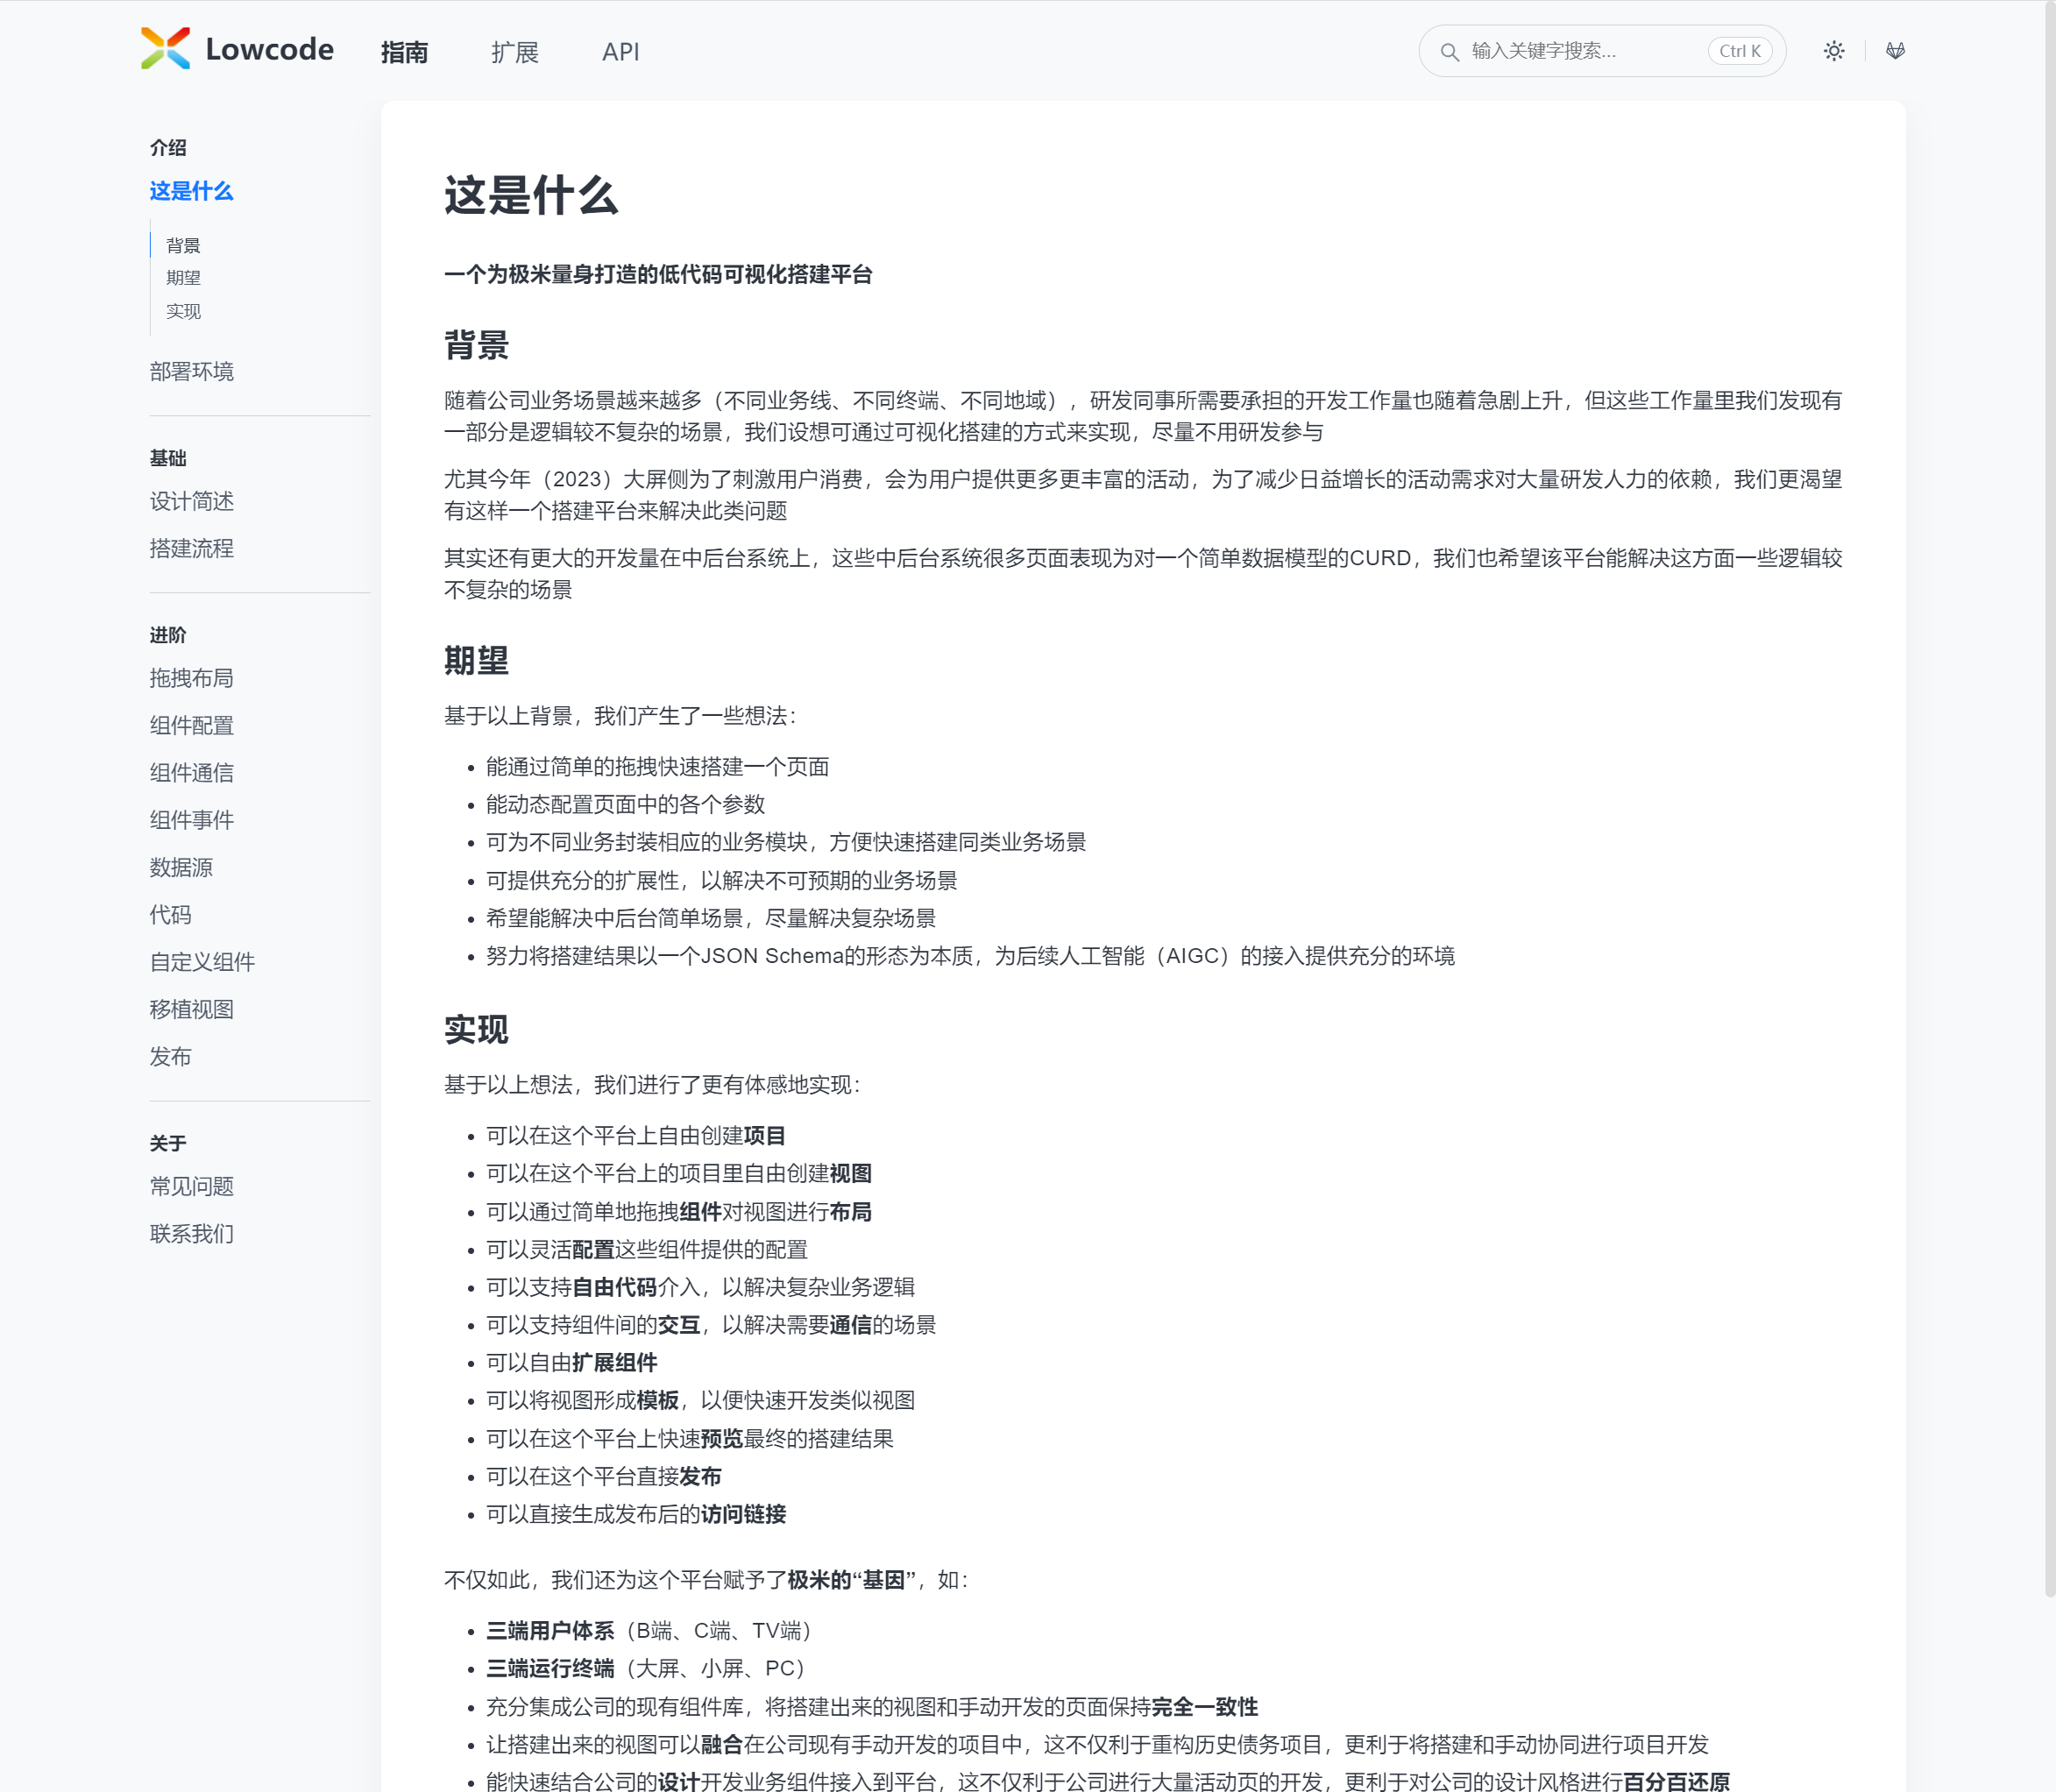 Lowcode
指南
扩展
API
输入关键字搜索...
Ctrl K
介绍
这是什么
背景
期望
实现
部署环境
基础
设计简述
搭建流程
进阶
拖拽布局
组件配置
组件通信
组件事件
数据源
代码
自定义组件
移植视图
发布
关于
常见问题
联系我们
这是什么
一个为极米量身打造的低代码可视化搭建平台
背景
随着公司业务场景越来越多（不同业务线、不同终端、不同地域），研发同事所需要承担的开发工作量也随着急剧上升，但这些工作量里我们发现有
一部分是逻辑较不复杂的场景，我们设想可通过可视化搭建的方式来实现，尽量不用研发参与
尤其今年（2023）大屏侧为了刺激用户消费，会为用户提供更多更丰富的活动，为了减少日益增长的活动需求对大量研发人力的依赖，我们更渴望
有这样一个搭建平台来解决此类问题
其实还有更大的开发量在中后台系统上，这些中后台系统很多页面表现为对一个简单数据模型的CURD，我们也希望该平台能解决这方面一些逻辑较
不复杂的场景
期望
基于以上背景，我们产生了一些想法：
• 能通过简单的拖拽快速搭建一个页面
• 能动态配置页面中的各个参数
• 可为不同业务封装相应的业务模块，方便快速搭建同类业务场景
• 可提供充分的扩展性，以解决不可预期的业务场景
• 希望能解决中后台简单场景，尽量解决复杂场景
• 努力将搭建结果以一个JSON Schema的形态为本质，为后续人工智能（AIGC）的接入提供充分的环境
实现
基于以上想法，我们进行了更有体感地实现：
• 可以在这个平台上自由创建项目
• 可以在这个平台上的项目里自由创建视图
• 可以通过简单地拖拽组件对视图进行布局
• 可以灵活配置这些组件提供的配置
• 可以支持自由代码介入，以解决复杂业务逻辑
• 可以支持组件间的交互，以解决需要通信的场景
• 可以自由扩展组件
• 可以将视图形成模板，以便快速开发类似视图
• 可以在这个平台上快速预览最终的搭建结果
• 可以在这个平台直接发布
• 可以直接生成发布后的访问链接
不仅如此，我们还为这个平台赋予了极米的“基因”，如：
• 三端用户体系（B端、C端、TV端）
• 三端运行终端（大屏、小屏、PC）
• 充分集成公司的现有组件库，将搭建出来的视图和手动开发的页面保持完全一致性
• 让搭建出来的视图可以融合在公司现有手动开发的项目中，这不仅利于重构历史债务项目，更利于将搭建和手动协同进行项目开发
• 能快速结合公司的设计开发业务组件接入到平台，这不仅利于公司进行大量活动页的开发，更利于对公司的设计风格进行百分百还原